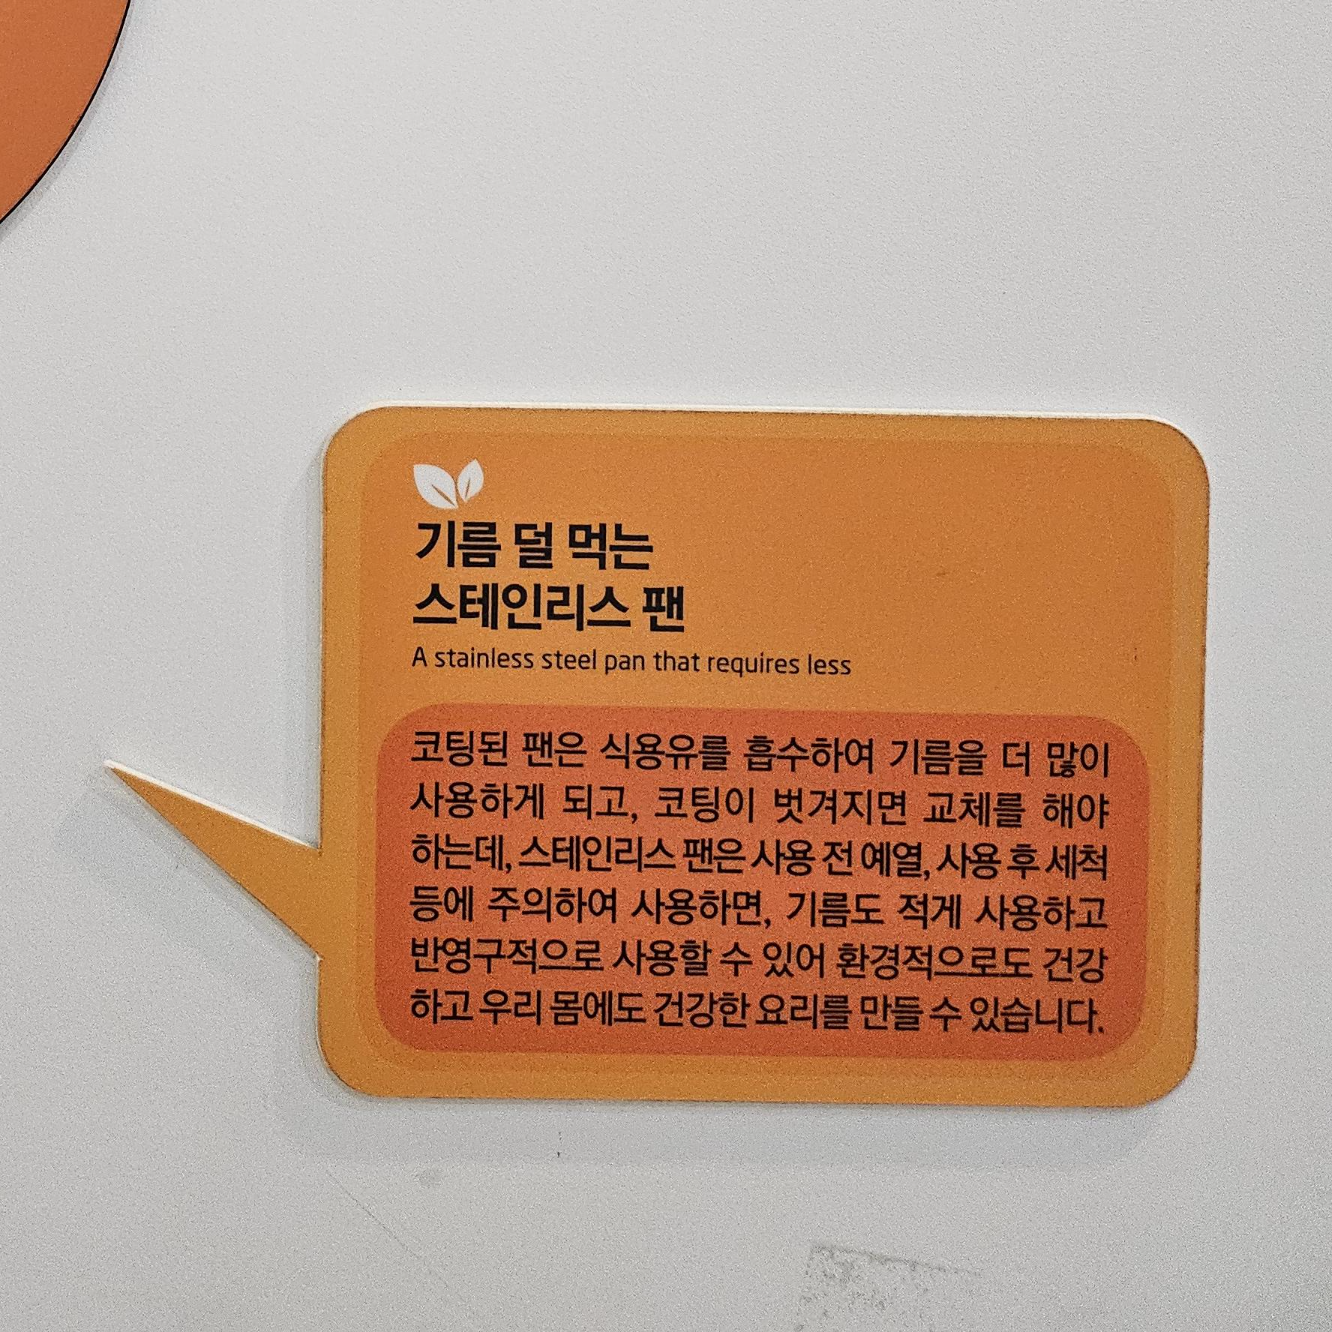 기름 덜 먹는
스테인리스 팬
A stainless steel pan that requires less
코팅된 팬은 식용유를 흡수하여 기름을 더 많이
사용하게 되고, 코팅이 벗겨지면 교체를 해야
하는데, 스테인리스 팬은 사용 전 예열, 사용 후 세척
등에 주의하여 사용하면, 기름도 적게 사용하고
반영구적으로 사용할 수 있어 환경적으로도 건강
하고 우리 몸에도 건강한 요리를 만들 수 있습니다.